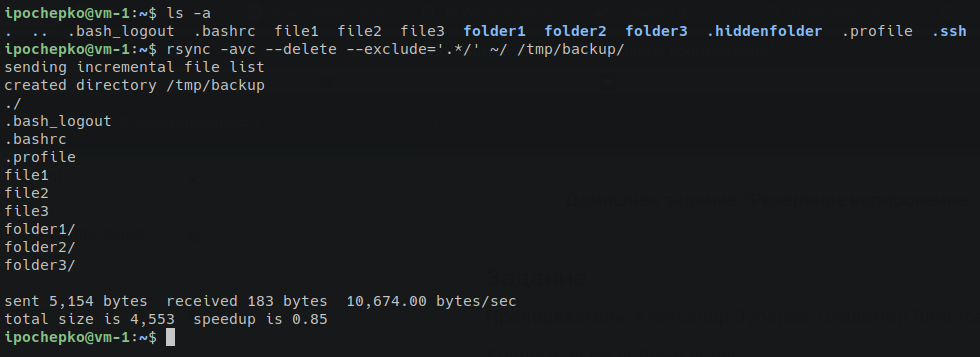 ipochepko@vm-1:~$ ls -a
.  ..  .bash_logout  .bashrc  file1  file2  file3  folder1  folder2  folder3  .hiddenfolder  .profile  .ssh
ipochepko@vm-1:~$ rsync -avc --delete --exclude='.*/' ~/ /tmp/backup/
sending incremental file list
created directory /tmp/backup
./
.bash_logout
.bashrc
.profile
file1
file2
file3
folder1/
folder2/
folder3/
sent 5,154 bytes  received 183 bytes  10,674.00 bytes/sec
total size is 4,553  speedup is 0.85
ipochepko@vm-1:~$